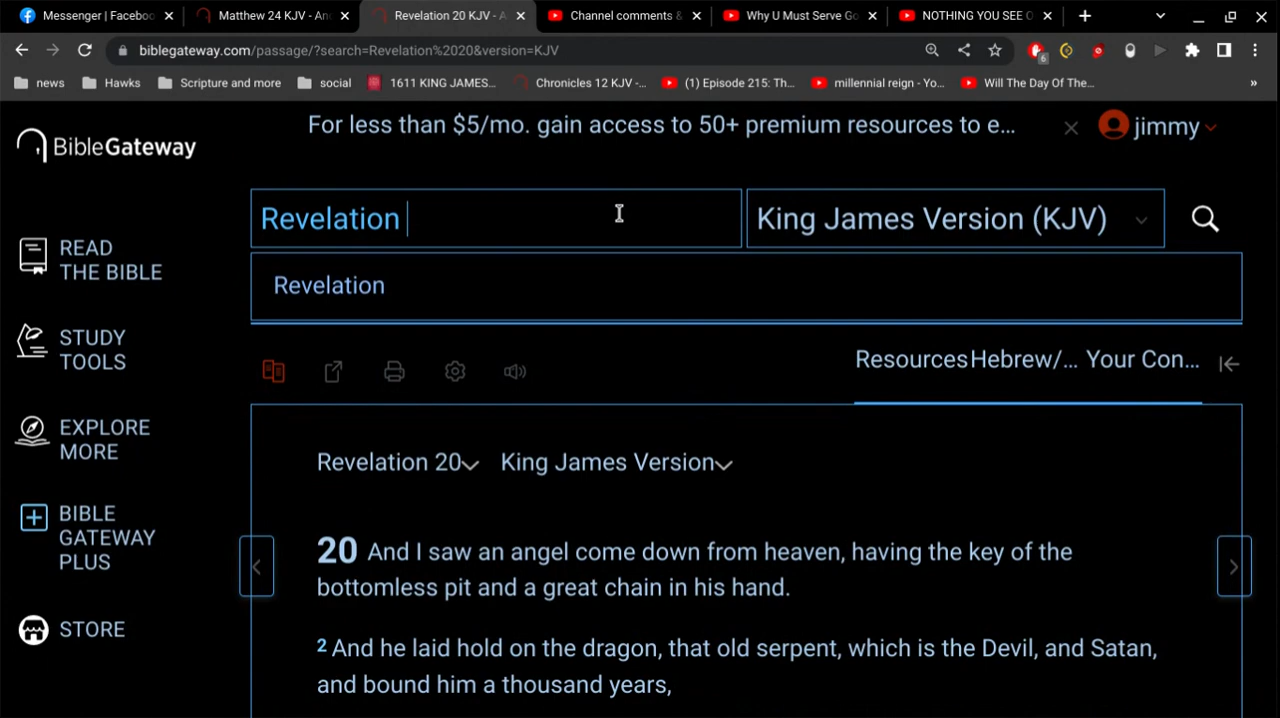 Messenger | Faceboo
Matthew 24 KJV - An
Revelation 20 KJV - A
Channel comments &
Why U Must Serve Go
NOTHING YOU SEE O
biblegateway.com/passage/?search=Revelation%2020&version=KJV
6
news
Hawks
Scripture and more
social
1611 KING JAMES...
Chronicles 12 KJV -...
(1) Episode 215: Th...
millennial reign - Yo...
Will The Day Of The...
»
For less than $5/mo. gain access to 50+ premium resources to e...
jimmy
BibleGateway
Revelation
King James Version (KJV)
Revelation
READ
THE BIBLE
STUDY
TOOLS
EXPLORE
MORE
BIBLE
GATEWAY
PLUS
STORE
Resources
Hebrew/...
Your Con...
Revelation 20
King James Version
20 And I saw an angel come down from heaven, having the key of the
bottomless pit and a great chain in his hand.
2 And he laid hold on the dragon, that old serpent, which is the Devil, and Satan,
and bound him a thousand years,